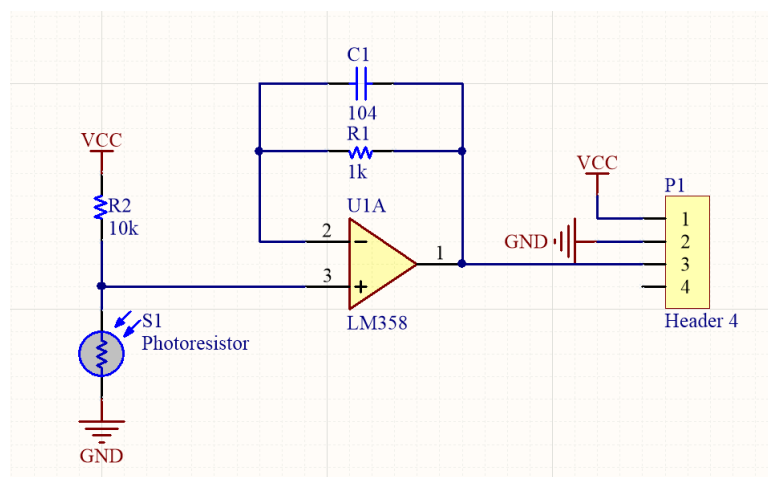 C1
104
R1
1k
VCC
R2
10k
U1A
2
3
1
LM358
S1
Photoresistor
GND
VCC
GND
P1
1
2
3
4
Header 4